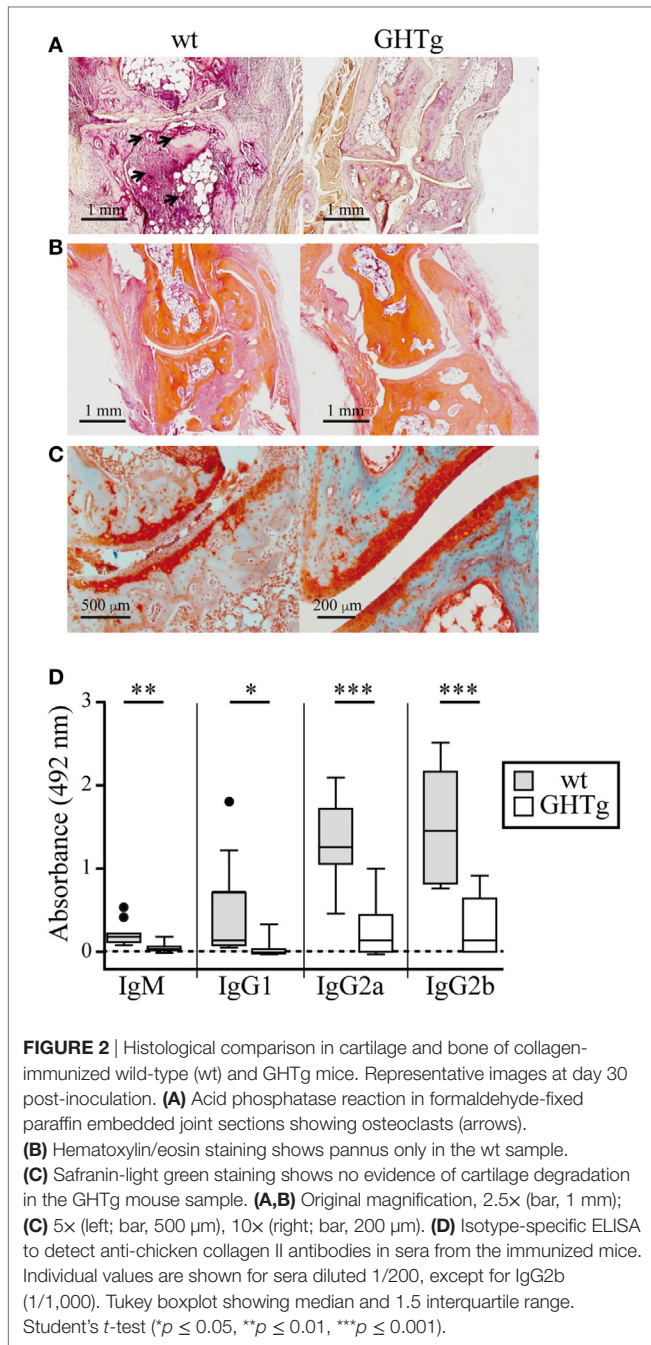 wt GHTg
A
1 mm 1 mm
B
1 mm 1 mm
C
500 µm 200 µm
D
** * *** ***
3
2
1
0
Absorbance (492 nm)
IgM IgG1 IgG2a IgG2b
wt
GHTg
FIGURE 2 | Histological comparison in cartilage and bone of collagen-
immunized wild-type (wt) and GHTg mice. Representative images at day 30
post-inoculation. (A) Acid phosphatase reaction in formaldehyde-fixed
paraffin embedded joint sections showing osteoclasts (arrows).
(B) Hematoxylin/eosin staining shows pannus only in the wt sample.
(C) Safranin-light green staining shows no evidence of cartilage degradation
in the GHTg mouse sample. (A,B) Original magnification, 2.5× (bar, 1 mm);
(C) 5× (left; bar, 500 µm), 10× (right; bar, 200 µm). (D) Isotype-specific ELISA
to detect anti-chicken collagen II antibodies in sera from the immunized mice.
Individual values are shown for sera diluted 1/200, except for IgG2b
(1/1,000). Tukey boxplot showing median and 1.5 interquartile range.
Student's t-test (*p ≤ 0.05, **p ≤ 0.01, ***p ≤ 0.001).